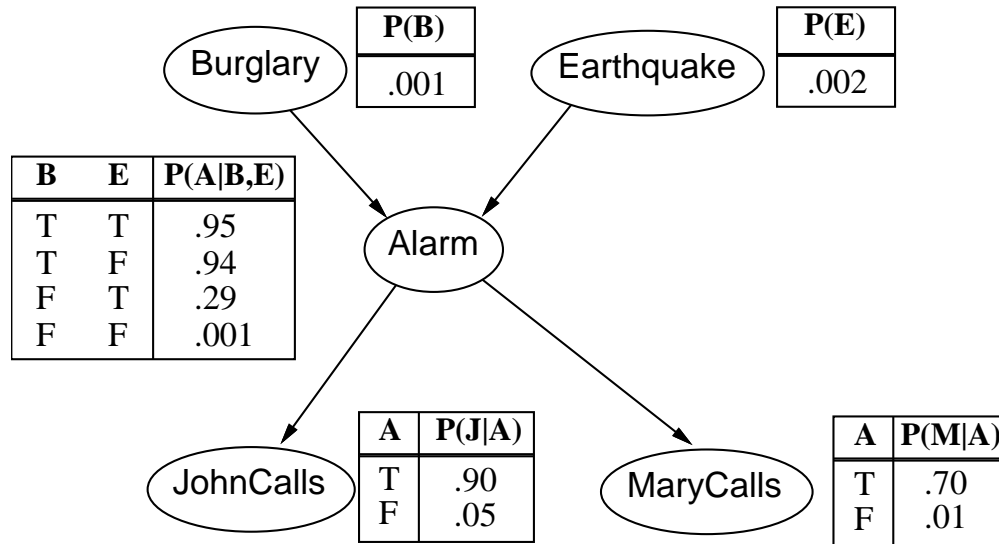 Burglary
P(B)
.001
Earthquake
P(E)
.002
B E P(A|B,E)
T T .95
T F .94
F T .29
F F .001
Alarm
JohnCalls
A P(J|A)
T .90
F .05
MaryCalls
A P(M|A)
T .70
F .01